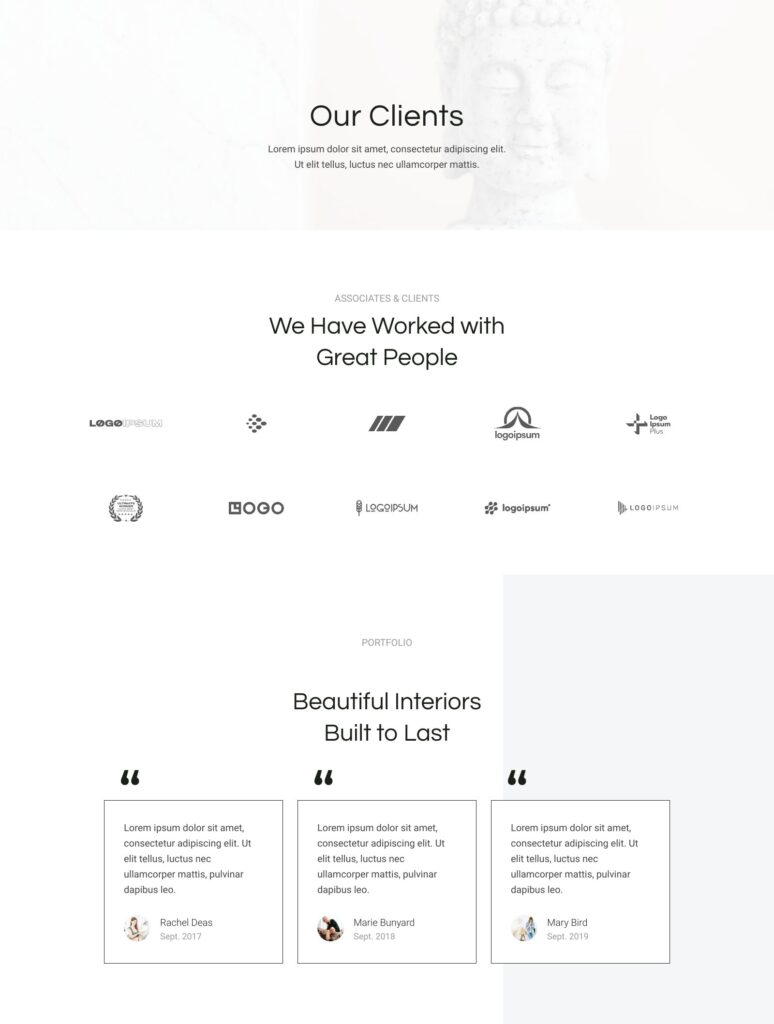 Our Clients
Lorem ipsum dolor sit amet, consectetur adipiscing elit.
Ut elit tellus, luctus nec ullamcorper mattis.
ASSOCIATES & CLIENTS
We Have Worked with
Great People
LOGOIPSUM
logoipsum
Logo
Ipsum
Plus
LOGO
LOGOIPSUM
logoipsum
LOGOIPSUM
PORTFOLIO
Beautiful Interiors
Built to Last
“ “ “
Lorem ipsum dolor sit amet,
consectetur adipiscing elit. Ut
elit tellus, luctus nec
ullamcorper mattis, pulvinar
dapibus leo.
Rachel Deas
Sept. 2017
Lorem ipsum dolor sit amet,
consectetur adipiscing elit. Ut
elit tellus, luctus nec
ullamcorper mattis, pulvinar
dapibus leo.
Marie Bunyard
Sept. 2018
Lorem ipsum dolor sit amet,
consectetur adipiscing elit. Ut
elit tellus, luctus nec
ullamcorper mattis, pulvinar
dapibus leo.
Mary Bird
Sept. 2019